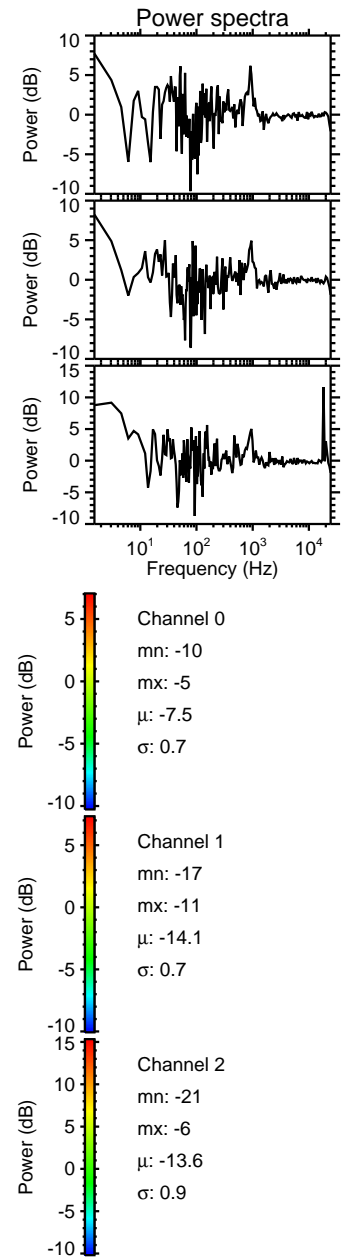 Power spectra
10
5
0
-5
-10
Power (dB)
10
5
0
-5
-10
Power (dB)
15
10
5
0
-5
-10
Power (dB)
10¹ 10² 10³ 10⁴
Frequency (Hz)
5
0
-5
-10
Power (dB)
Channel 0
mn: -10
mx: -5
μ: -7.5
σ: 0.7
5
0
-5
-10
Power (dB)
Channel 1
mn: -17
mx: -11
μ: -14.1
σ: 0.7
15
10
5
0
-5
-10
Power (dB)
Channel 2
mn: -21
mx: -6
μ: -13.6
σ: 0.9